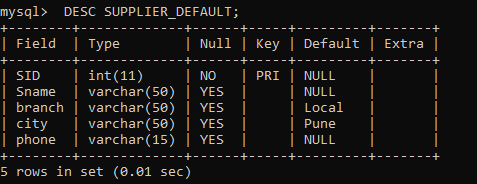 mysql>  DESC SUPPLIER_DEFAULT;
+--------+-------------+------+-----+---------+-------+
| Field  | Type        | Null | Key | Default | Extra |
+--------+-------------+------+-----+---------+-------+
| SID    | int(11)     | NO   | PRI | NULL    |       |
| Sname  | varchar(50) | YES  |     | NULL    |       |
| branch | varchar(50) | YES  |     | Local   |       |
| city   | varchar(50) | YES  |     | Pune    |       |
| phone  | varchar(15) | YES  |     | NULL    |       |
+--------+-------------+------+-----+---------+-------+
5 rows in set (0.01 sec)